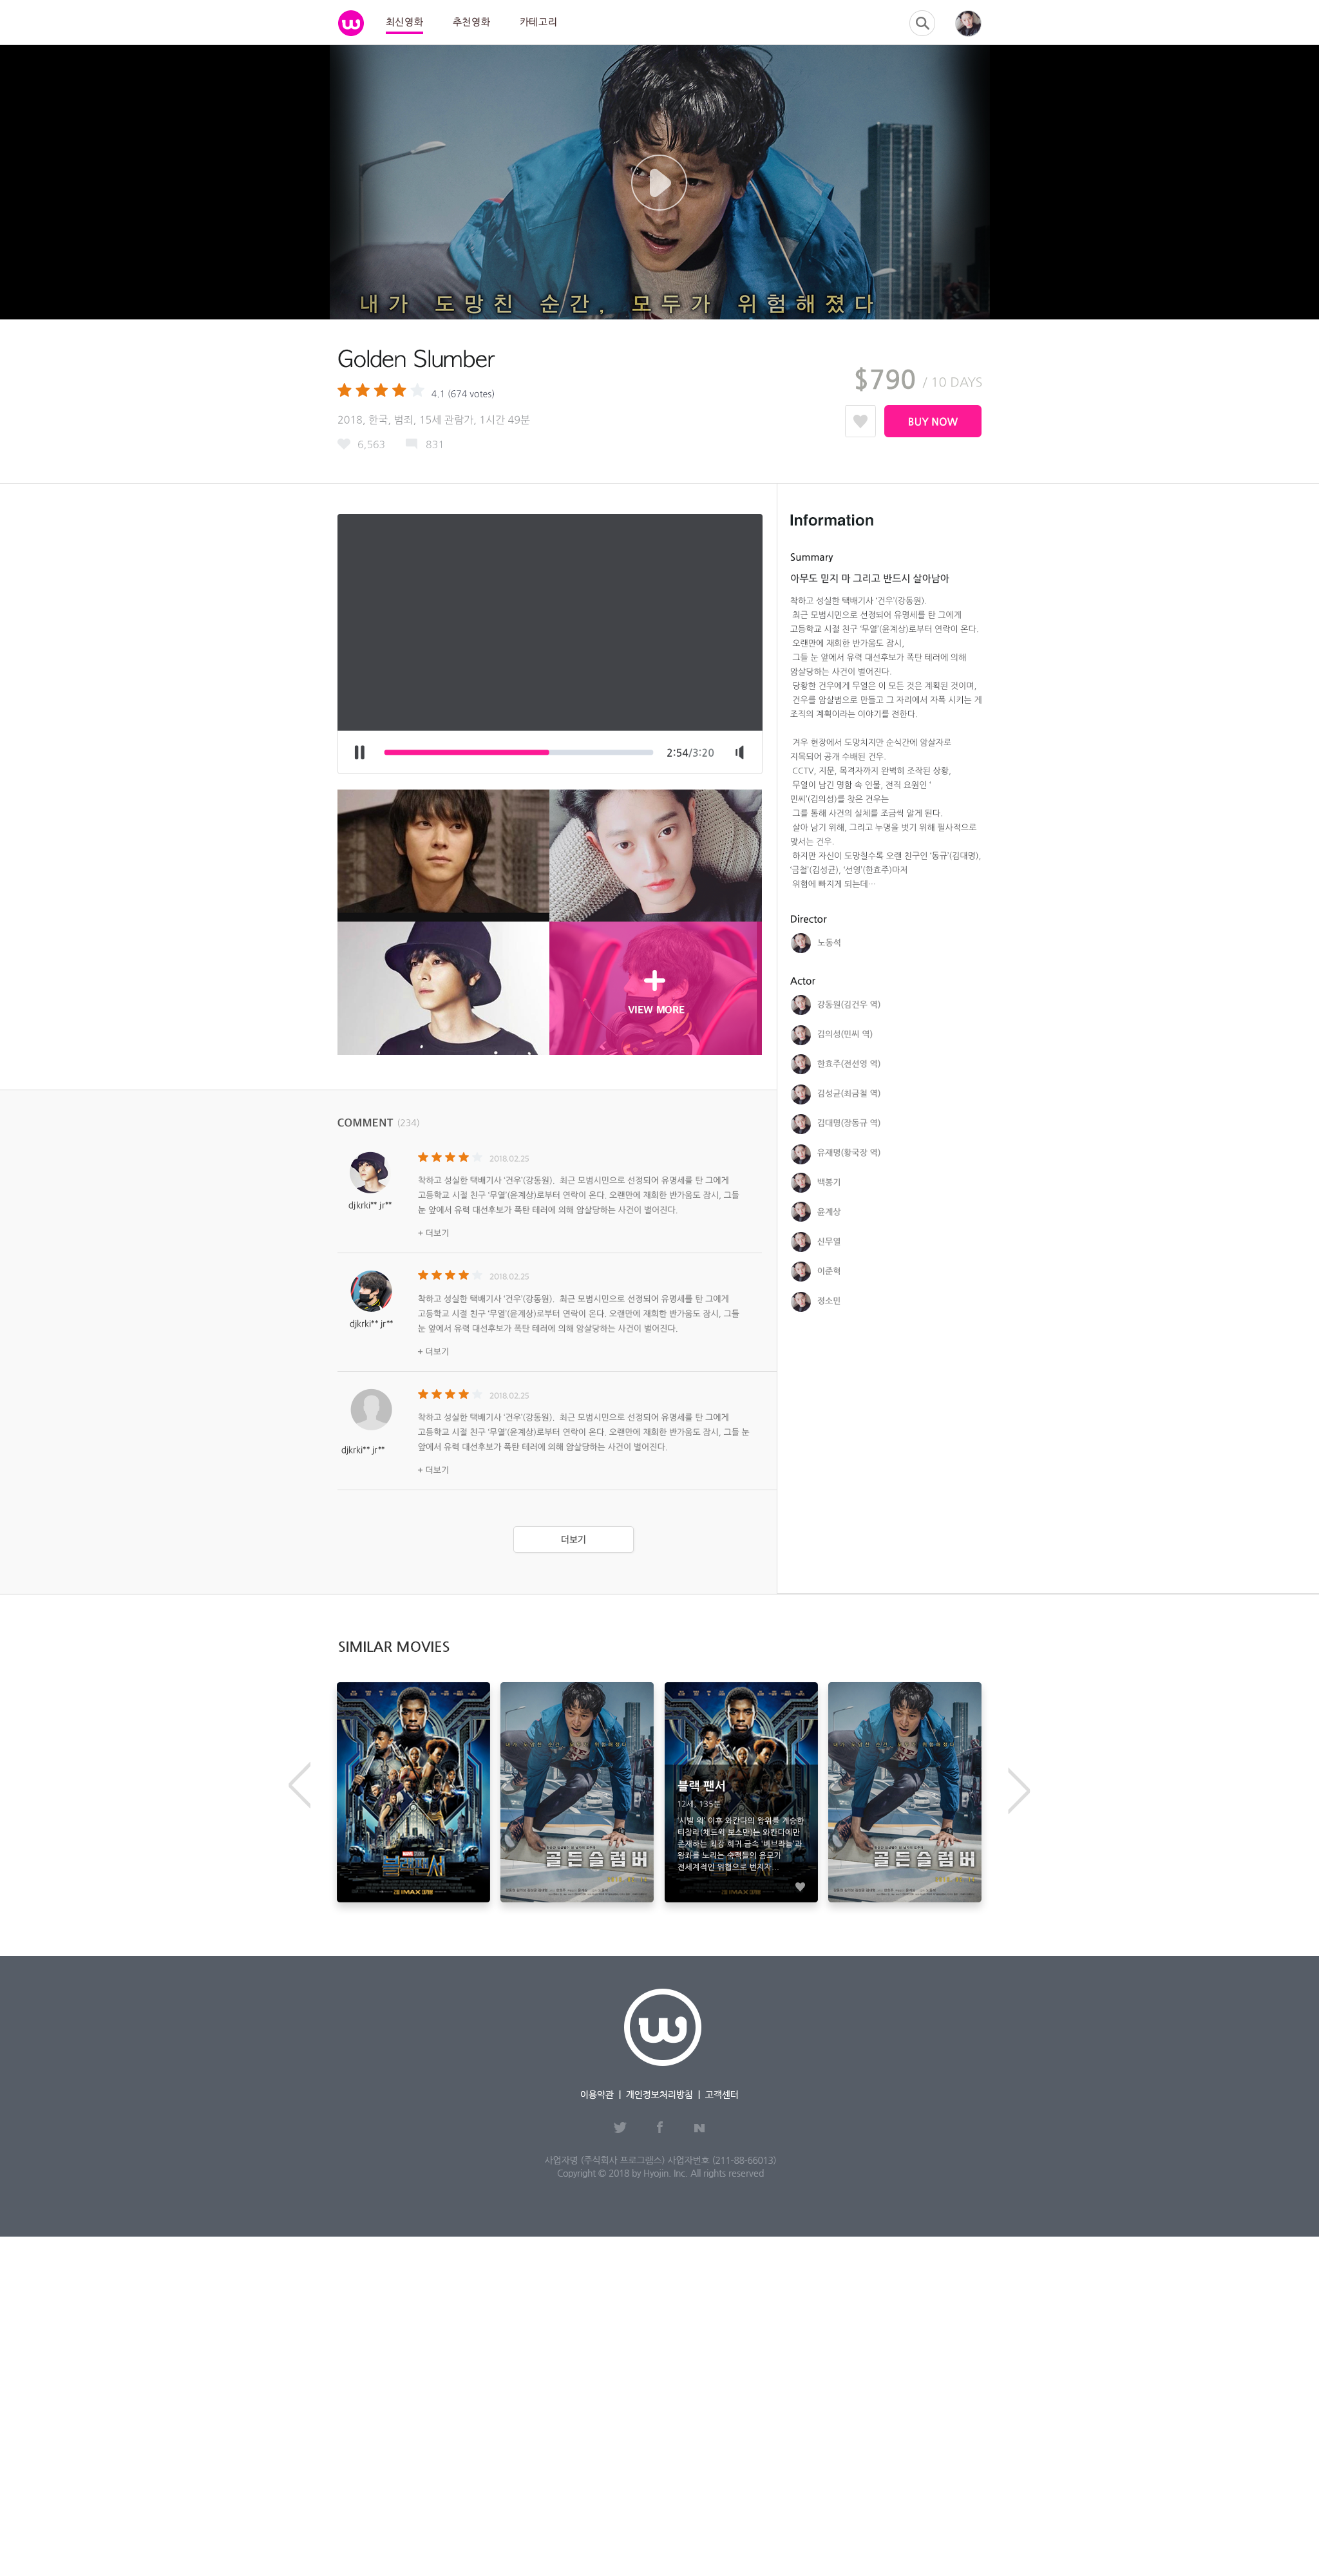 최신영화
추천영화
카테고리
내가 도망친 순간, 모두가 위험해졌다
Golden Slumber
4.1 (674 votes)
2018, 한국, 범죄, 15세 관람가, 1시간 49분
6,563
831
$790 / 10 DAYS
BUY NOW
2:54/3:20
VIEW MORE
Information
Summary
아무도 믿지 마 그리고 반드시 살아남아
착하고 성실한 택배기사 '건우'(강동원).
최근 모범시민으로 선정되어 유명세를 탄 그에게
고등학교 시절 친구 '무열'(윤계상)로부터 연락이 온다.
오랜만에 재회한 반가움도 잠시,
그들 눈 앞에서 유력 대선후보가 폭탄 테러에 의해
암살당하는 사건이 벌어진다.
당황한 건우에게 무열은 이 모든 것은 계획된 것이며,
건우를 암살범으로 만들고 그 자리에서 자폭 시키는 게
조직의 계획이라는 이야기를 전한다.
겨우 현장에서 도망치지만 순식간에 암살자로
지목되어 공개 수배된 건우.
CCTV, 지문, 목격자까지 완벽히 조작된 상황,
무열이 남긴 명함 속 인물, 전직 요원인 '
민씨'(김의성)를 찾은 건우는
그를 통해 사건의 실체를 조금씩 알게 된다.
살아 남기 위해, 그리고 누명을 벗기 위해 필사적으로
맞서는 건우.
하지만 자신이 도망칠수록 오랜 친구인 '동규'(김대명),
'금철'(김성균), '선영'(한효주)마저
위험에 빠지게 되는데…
Director
노동석
Actor
강동원(김건우 역)
김의성(민씨 역)
한효주(전선영 역)
김성균(최금철 역)
김대명(장동규 역)
유재명(황국장 역)
백봉기
윤계상
신무열
이준혁
정소민
COMMENT (234)
2018.02.25
djkrki** jr**
착하고 성실한 택배기사 '건우'(강동원). 최근 모범시민으로 선정되어 유명세를 탄 그에게
고등학교 시절 친구 '무열'(윤계상)로부터 연락이 온다. 오랜만에 재회한 반가움도 잠시, 그들
눈 앞에서 유력 대선후보가 폭탄 테러에 의해 암살당하는 사건이 벌어진다.
+ 더보기
2018.02.25
djkrki** jr**
착하고 성실한 택배기사 '건우'(강동원). 최근 모범시민으로 선정되어 유명세를 탄 그에게
고등학교 시절 친구 '무열'(윤계상)로부터 연락이 온다. 오랜만에 재회한 반가움도 잠시, 그들
눈 앞에서 유력 대선후보가 폭탄 테러에 의해 암살당하는 사건이 벌어진다.
+ 더보기
2018.02.25
djkrki** jr**
착하고 성실한 택배기사 '건우'(강동원). 최근 모범시민으로 선정되어 유명세를 탄 그에게
고등학교 시절 친구 '무열'(윤계상)로부터 연락이 온다. 오랜만에 재회한 반가움도 잠시, 그들 눈
앞에서 유력 대선후보가 폭탄 테러에 의해 암살당하는 사건이 벌어진다.
+ 더보기
더보기
SIMILAR MOVIES
MARVEL STUDIOS
블랙팬서
IMAX
내가 도망친 순간, 모두가 위험해졌다
골든슬럼버
블랙 팬서
12세, 135분
'시빌 워' 이후 와칸다의 왕위를 계승한
티찰라(채드윅 보스만)는 와칸다에만
존재하는 최강 희귀 금속 '비브라늄'과
왕좌를 노리는 숙적들의 음모가
전세계적인 위협으로 번지자…
IMAX
내가 도망친 순간, 모두가 위험해졌다
골든슬럼버
이용약관 | 개인정보처리방침 | 고객센터
사업자명 (주식회사 프로그램스) 사업자번호 (211-88-66013)
Copyright © 2018 by Hyojin. Inc. All rights reserved